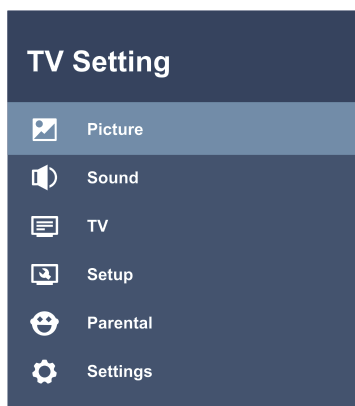 TV Setting
Picture
Sound
TV
Setup
Parental
Settings